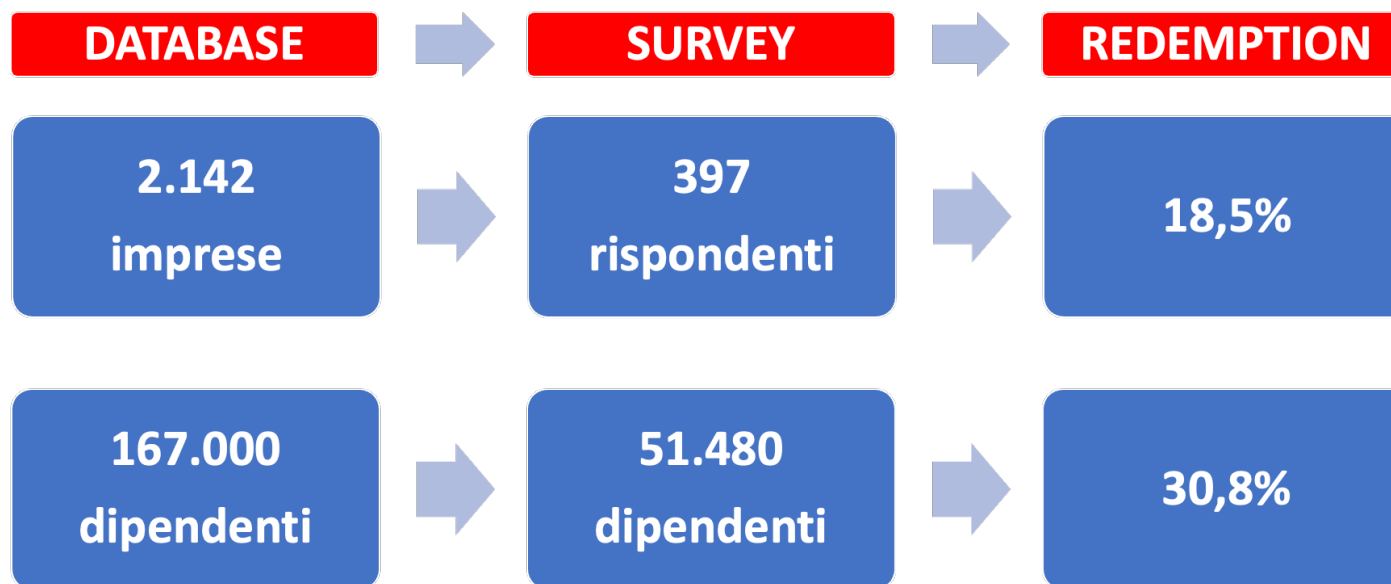 DATABASE
SURVEY
REDEMPTION
2.142
imprese
397
rispondenti
18,5%
167.000
dipendenti
51.480
dipendenti
30,8%